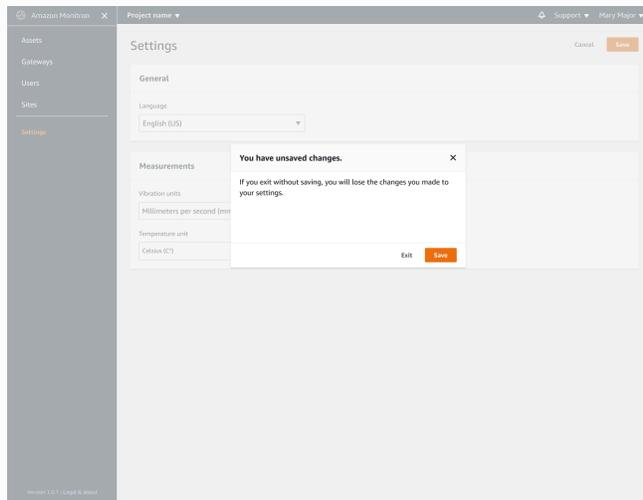 Amazon Monitron
Project name
Support
Mary Major
Assets
Gateways
Users
Sites
Settings
Settings
Cancel
Save
General
Language
English (US)
Measurements
Vibration units
Millimeters per second (mm
Temperature unit
Celsius (C°)
You have unsaved changes.
If you exit without saving, you will lose the changes you made to
your settings.
Exit
Save
Version 1.0.1 | Legal & about